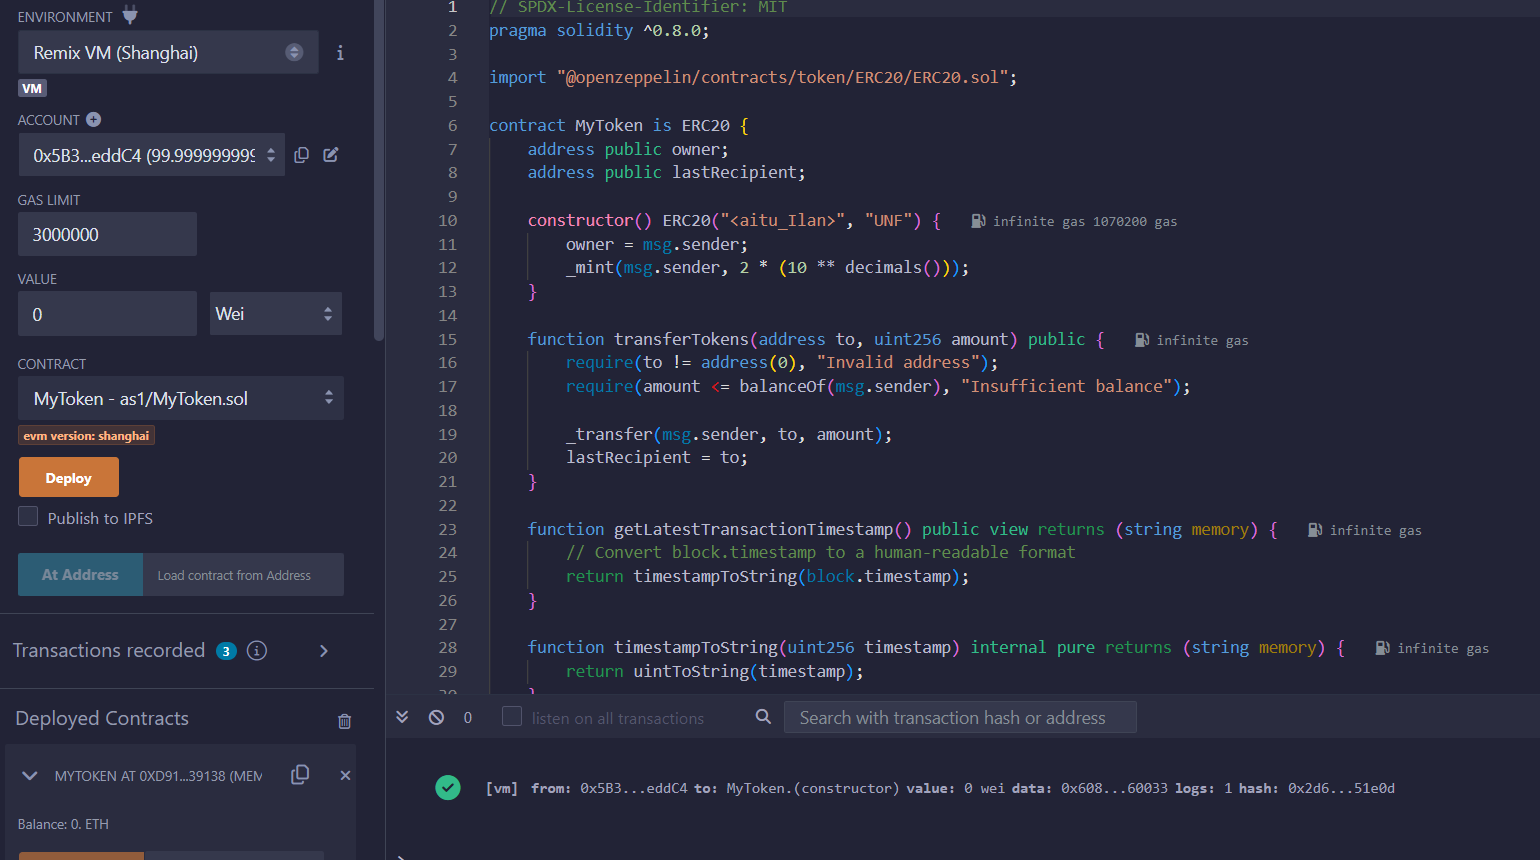 ENVIRONMENT
Remix VM (Shanghai)
VM
ACCOUNT
0x5B3...eddC4 (99.999999999
GAS LIMIT
3000000
VALUE
0
Wei
CONTRACT
MyToken - as1/MyToken.sol
evm version: shanghai
Deploy
Publish to IPFS
At Address
Load contract from Address
Transactions recorded 3
Deployed Contracts
MYTOKEN AT 0XD91...39138 (MEM
Balance: 0. ETH
1 // SPDX-License-Identifier: MIT
2 pragma solidity ^0.8.0;
3
4 import "@openzeppelin/contracts/token/ERC20/ERC20.sol";
5
6 contract MyToken is ERC20 {
7 address public owner;
8 address public lastRecipient;
9
10 constructor() ERC20("<aitu_Ilan>", "UNF") { infinite gas 1070200 gas
11 owner = msg.sender;
12 _mint(msg.sender, 2 * (10 ** decimals()));
13 }
14
15 function transferTokens(address to, uint256 amount) public { infinite gas
16 require(to != address(0), "Invalid address");
17 require(amount <= balanceOf(msg.sender), "Insufficient balance");
18
19 _transfer(msg.sender, to, amount);
20 lastRecipient = to;
21 }
22
23 function getLatestTransactionTimestamp() public view returns (string memory) { infinite gas
24 // Convert block.timestamp to a human-readable format
25 return timestampToString(block.timestamp);
26 }
27
28 function timestampToString(uint256 timestamp) internal pure returns (string memory) { infinite gas
29 return uintToString(timestamp);
30 }
0
listen on all transactions
Search with transaction hash or address
[vm] from: 0x5B3...eddC4 to: MyToken.(constructor) value: 0 wei data: 0x608...60033 logs: 1 hash: 0x2d6...51e0d
>